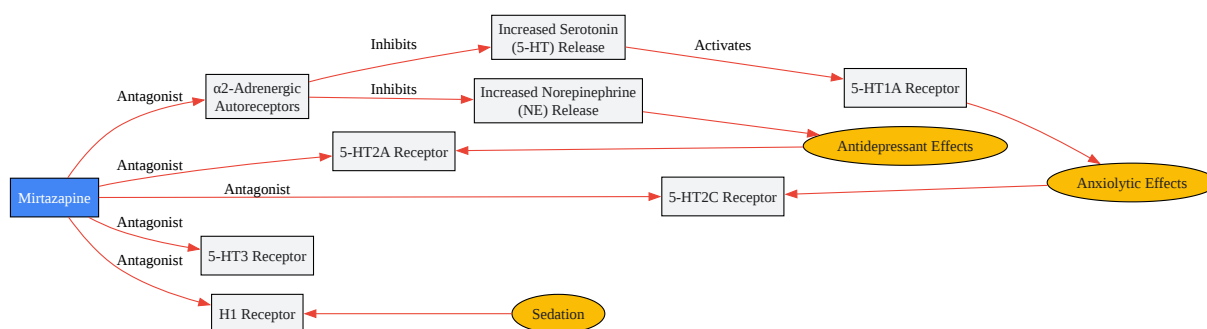 Increased Serotonin
(5-HT) Release
Inhibits
Activates
α2-Adrenergic
Autoreceptors
Antagonist
Inhibits
Increased Norepinephrine
(NE) Release
5-HT1A Receptor
Antidepressant Effects
5-HT2A Receptor
Antagonist
Mirtazapine
Antagonist
5-HT2C Receptor
Anxiolytic Effects
Antagonist
5-HT3 Receptor
Antagonist
H1 Receptor
Sedation